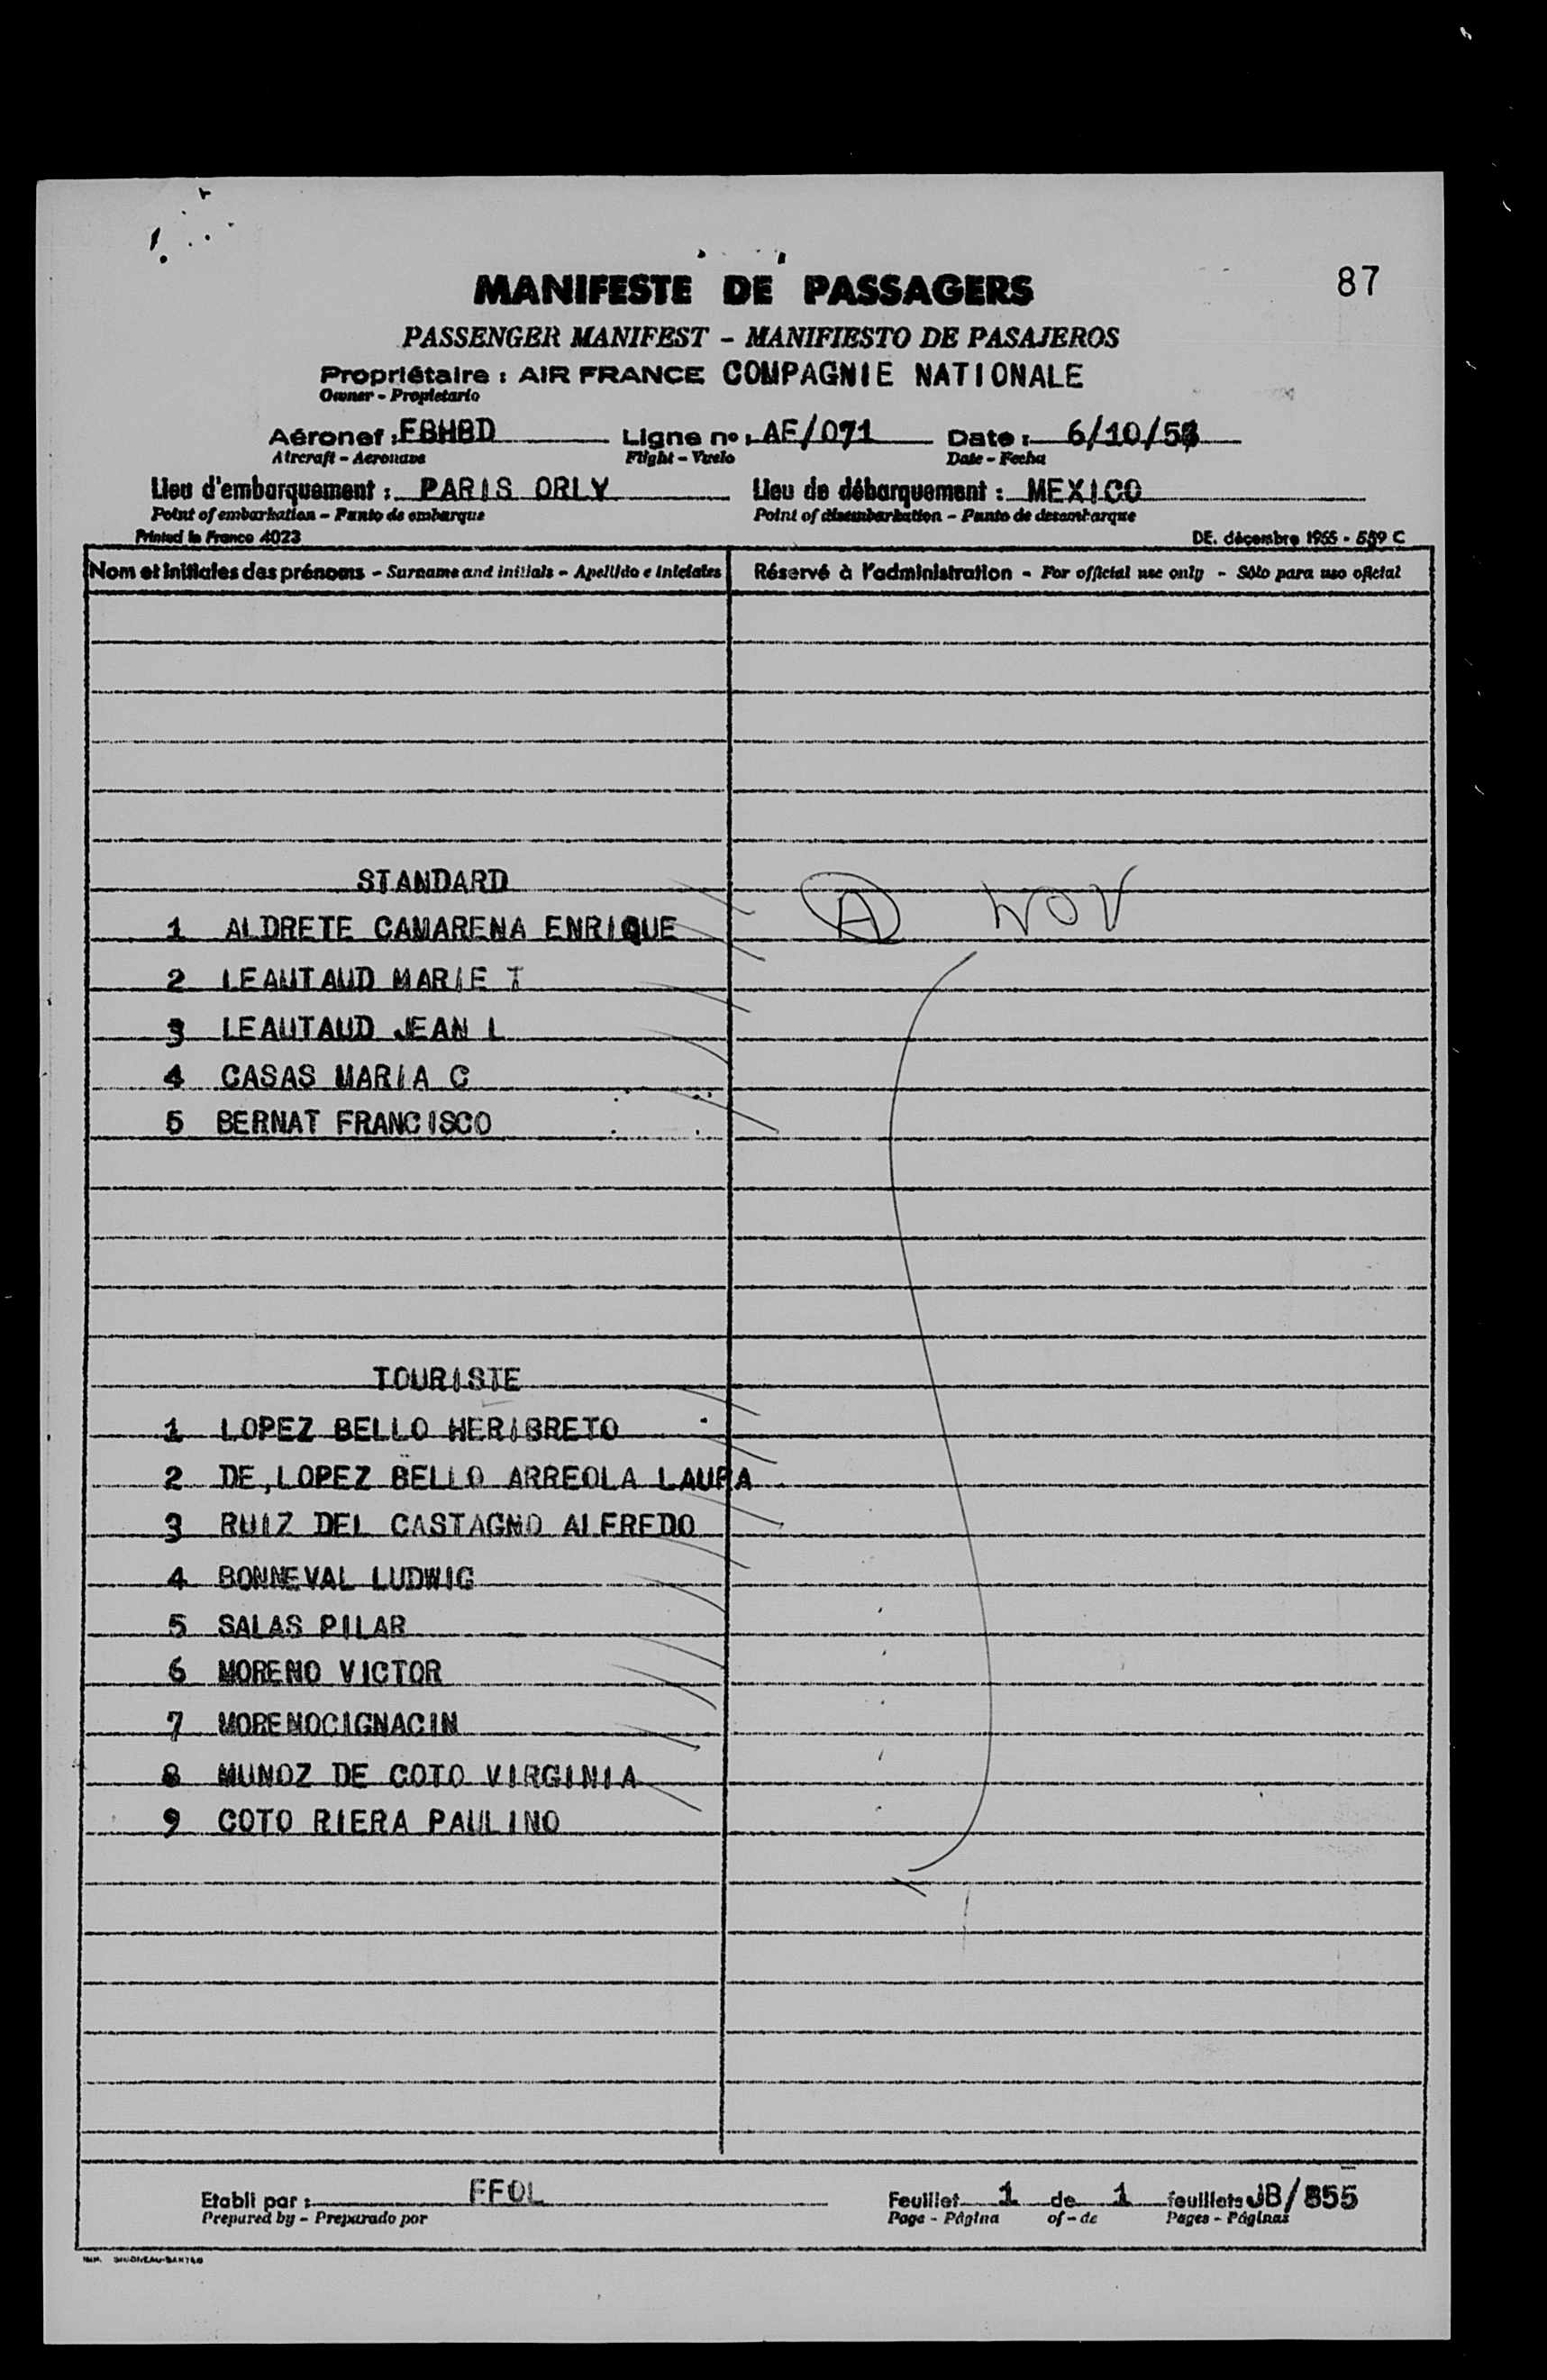 87
MANIFESTE DE PASSAGERS
PASSENGER MANIFEST - MANIFIESTO DE PASAJEROS
Propriétaire : AIR FRANCE COMPAGNIE NATIONALE
Owner - Propietario
Aéronef : FBHBD Ligne nº : AF/071 Date : 6/10/5
Aircraft - Aeronave Flight - Vuelo Date - Fecha
Lieu d'embarquement : PARIS ORLY Lieu de débarquement : MEXICO
Point of embarkation - Punto de embarque Point of disembarkation - Punto de desembarque
Printed in France 4023 DE. décembre 1955 - 559 C
Nom et initiales des prénoms - Surname and initials - Apellido e iniciales Réservé à l'administration - For official use only - Sólo para uso oficial
STANDARD
1 ALDRETE CAMARENA ENRIQUE A
2 LEAUTAUD MARIE T
3 LEAUTAUD JEAN L
4 CASAS MARIA C
5 BERNAT FRANCISCO
TOURISTE
1 LOPEZ BELLO HERIBRETO
2 DE,LOPEZ BELLO ARREOLA LAURA
3 RUIZ DEL CASTAGNO ALFREDO
4 BONNEVAL LUDWIG
5 SALAS PILAR
6 MORENO VICTOR
7 MORENOCIGNACIN
8 MUNOZ DE COTO VIRGINIA
9 COTO RIERA PAULINO
Etabli par : FFOL Feuillet 1 de 1 feuillets JB/855
Prepared by - Preparado por Page - Página of - de Pages - Páginas